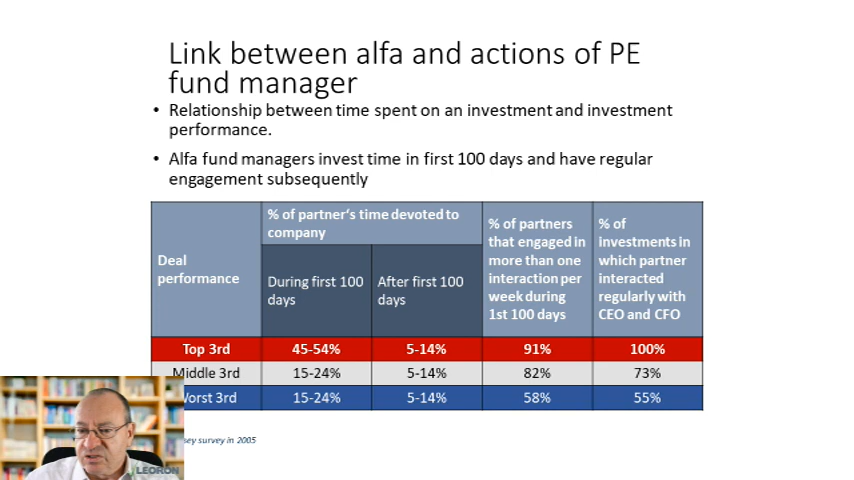 Link between alfa and actions of PE
fund manager
• Relationship between time spent on an investment and investment
performance.
• Alfa fund managers invest time in first 100 days and have regular
engagement subsequently
Deal
performance
% of partner's time devoted to
company
During first 100
days
After first 100
days
% of partners
that engaged in
more than one
interaction per
week during
1st 100 days
% of
investments in
which partner
interacted
regularly with
CEO and CFO
Top 3rd 45-54% 5-14% 91% 100%
Middle 3rd 15-24% 5-14% 82% 73%
3rd 15-24% 5-14% 58% 55%
survey in 2005
LEORON